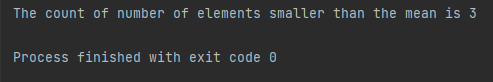 The count of number of elements smaller than the mean is 3
Process finished with exit code 0